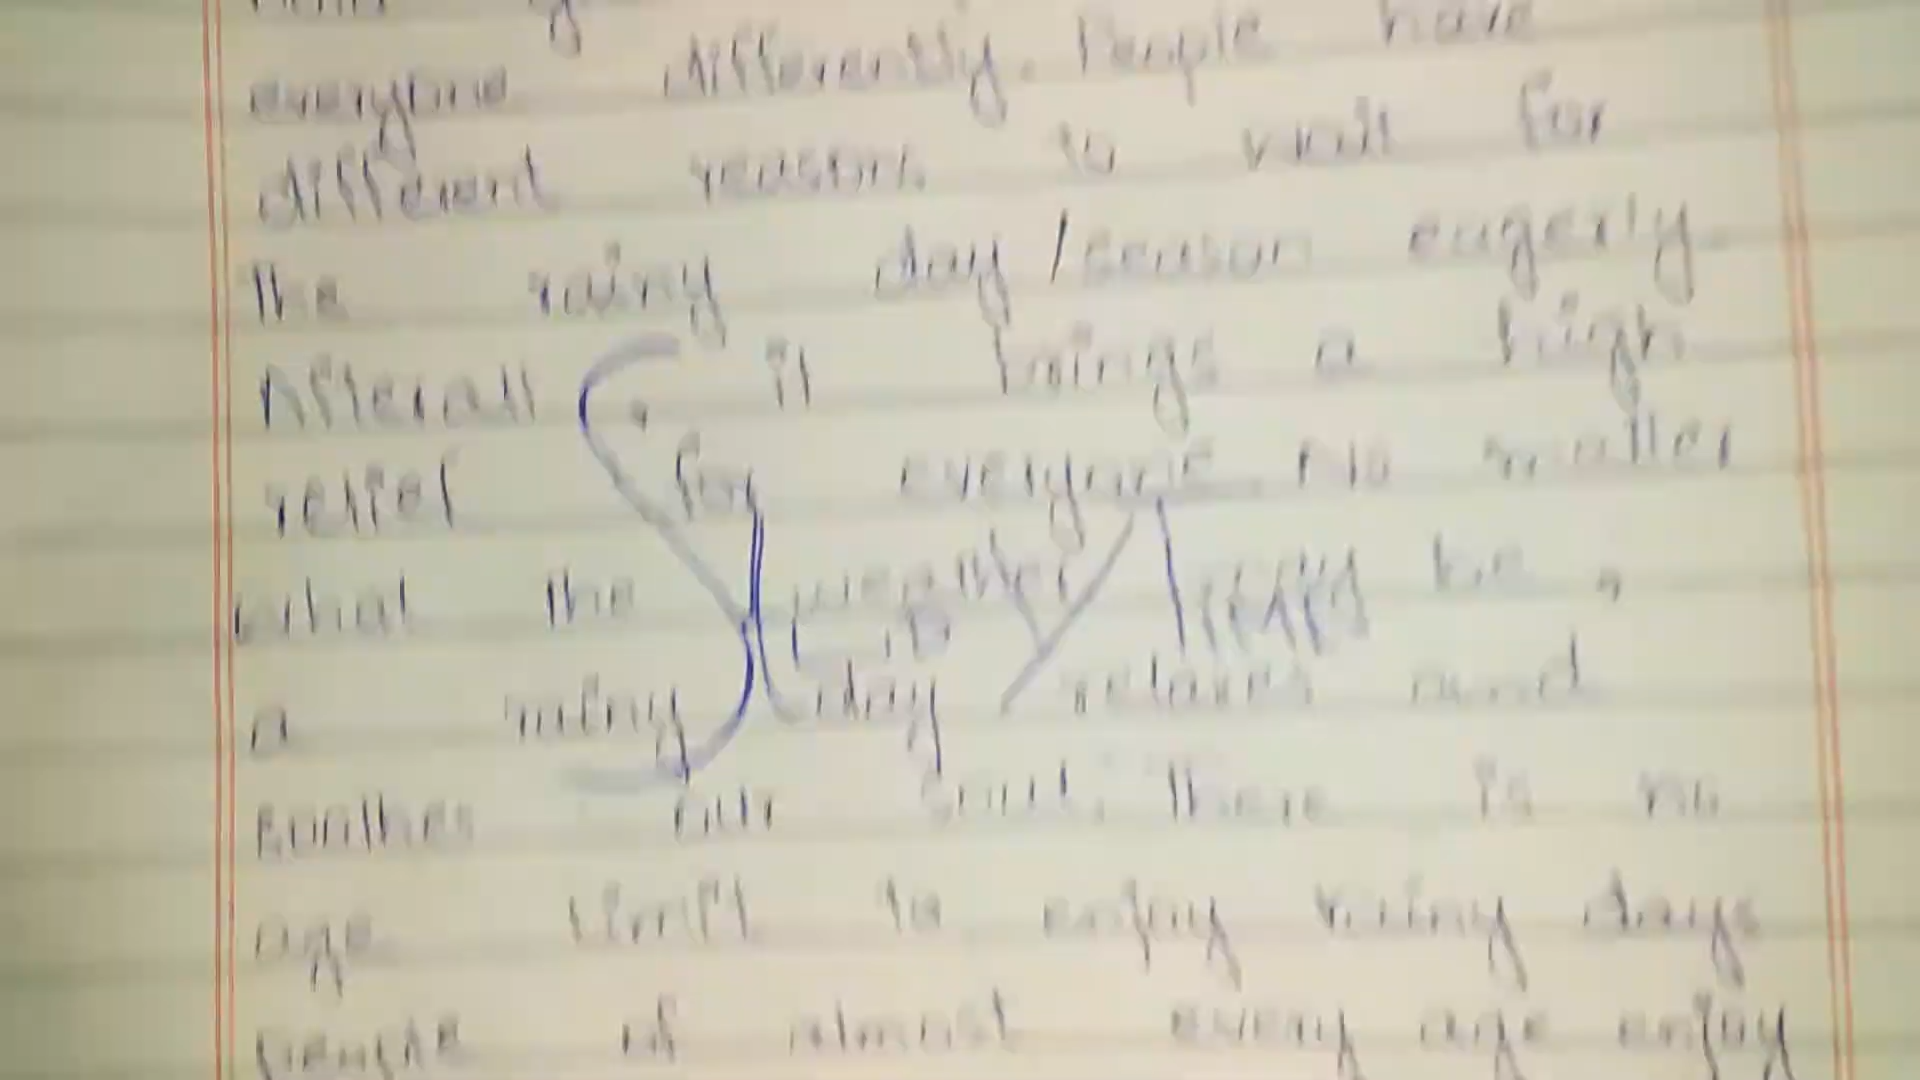 everyone differently. People have
different reasons to wait for
the rainy day/season eagerly.
Afterall, it brings a high
relief for everyone. No matter
what the weather be,
a rainy day relaxes and
soothes our soul. There is no
age limit to enjoy rainy days
people of almost every age enjoy